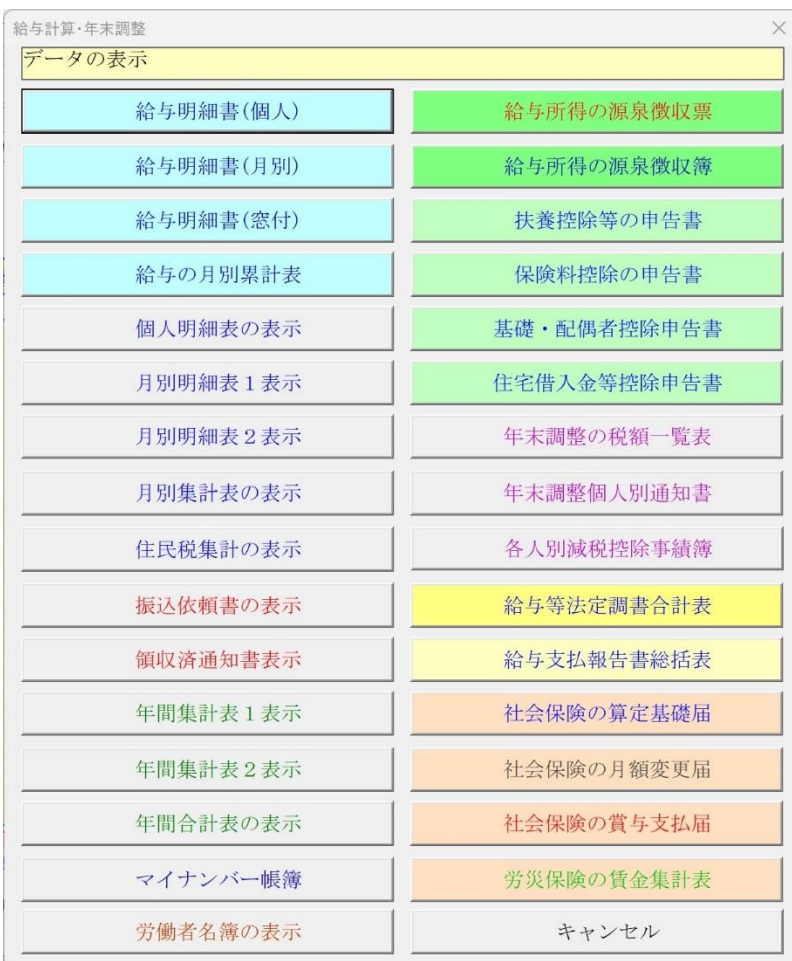 給与計算･年末調整
データの表示
給与明細書(個人)
給与明細書(月別)
給与明細書(窓付)
給与の月別累計表
個人明細表の表示
月別明細表１表示
月別明細表２表示
月別集計表の表示
住民税集計の表示
振込依頼書の表示
領収済通知書表示
年間集計表１表示
年間集計表２表示
年間合計表の表示
マイナンバー帳簿
労働者名簿の表示
給与所得の源泉徴収票
給与所得の源泉徴収簿
扶養控除等の申告書
保険料控除の申告書
基礎・配偶者控除申告書
住宅借入金等控除申告書
年末調整の税額一覧表
年末調整個人別通知書
各人別減税控除事績簿
給与等法定調書合計表
給与支払報告書総括表
社会保険の算定基礎届
社会保険の月額変更届
社会保険の賞与支払届
労災保険の賃金集計表
キャンセル